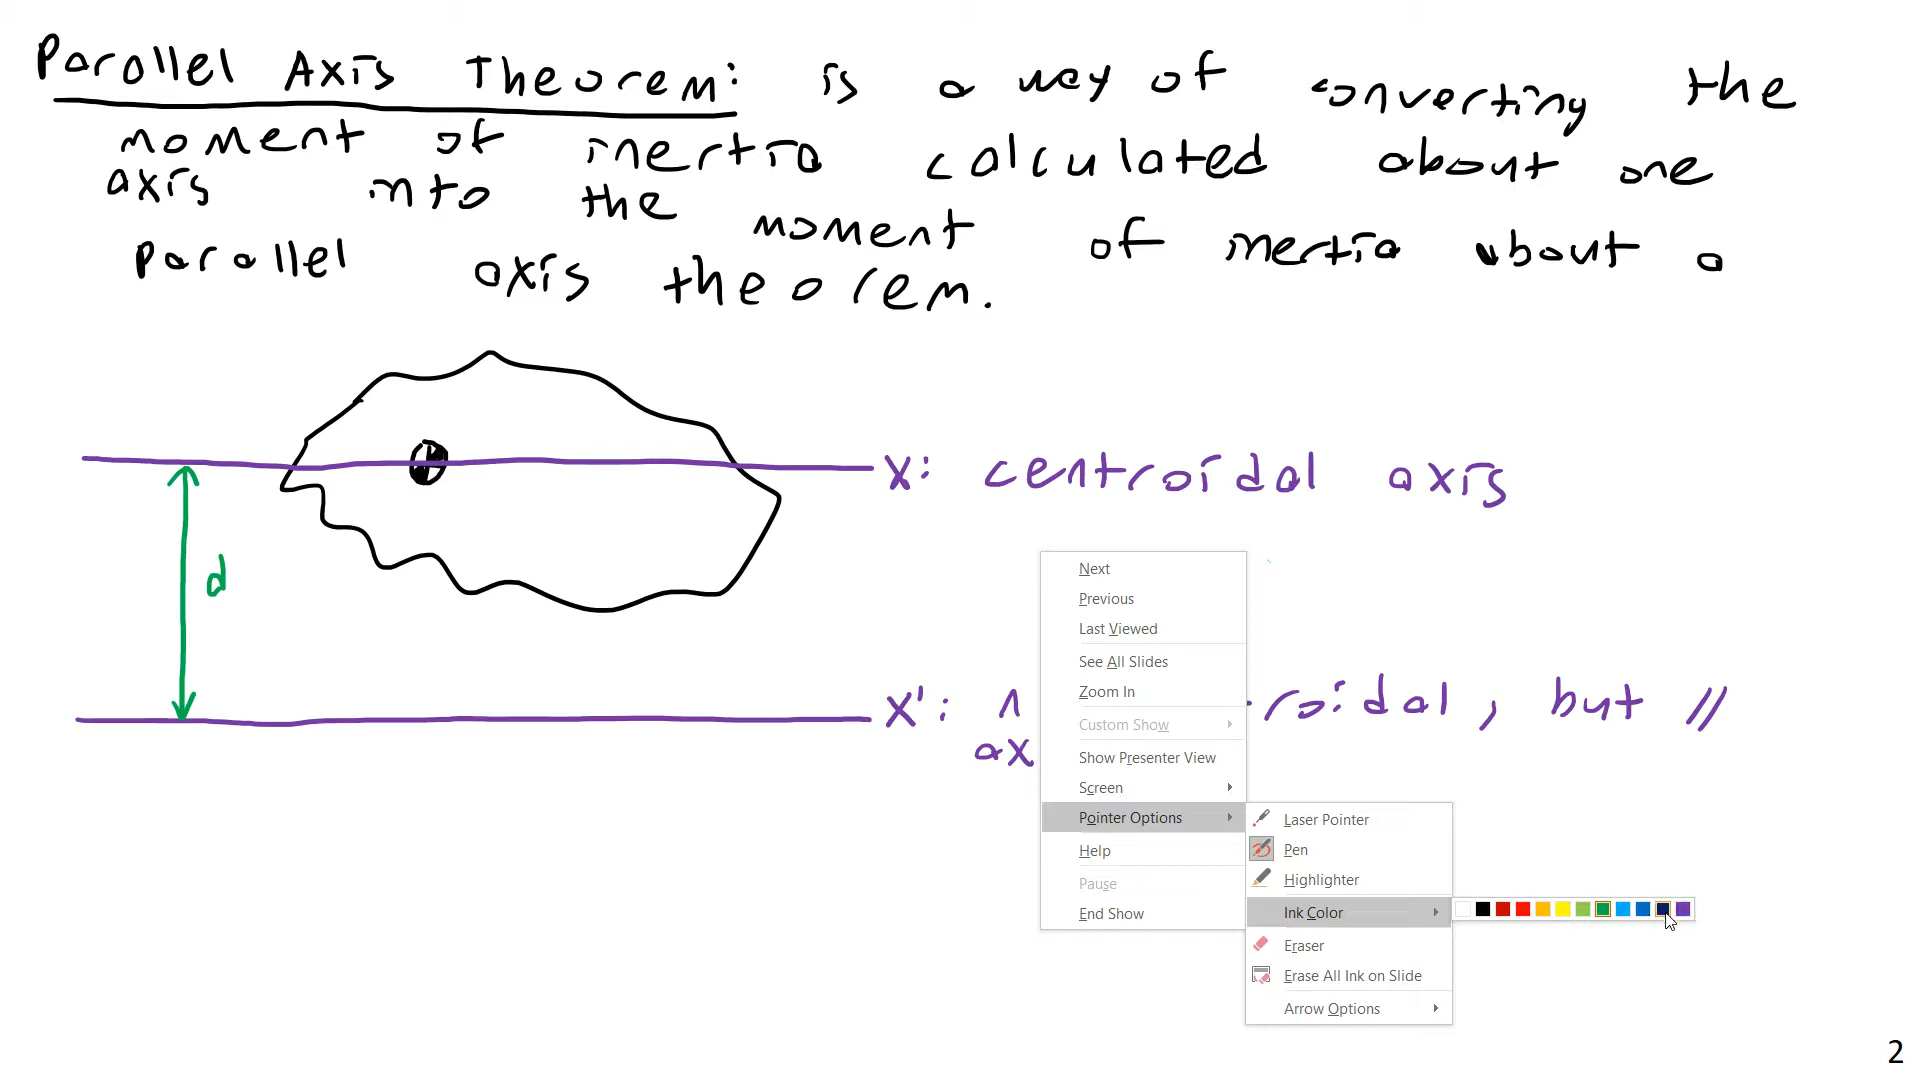 Parallel Axis Theorem: is a way of converting the
moment of inertia calculated about one
axis into the moment of inertia about a
parallel axis theorem.
x: centroidal axis
d
x': roidal, but //
ax
Next
Previous
Last Viewed
See All Slides
Zoom In
Custom Show
Show Presenter View
Screen
Pointer Options
Help
Pause
End Show
Laser Pointer
Pen
Highlighter
Ink Color
Eraser
Erase All Ink on Slide
Arrow Options
2